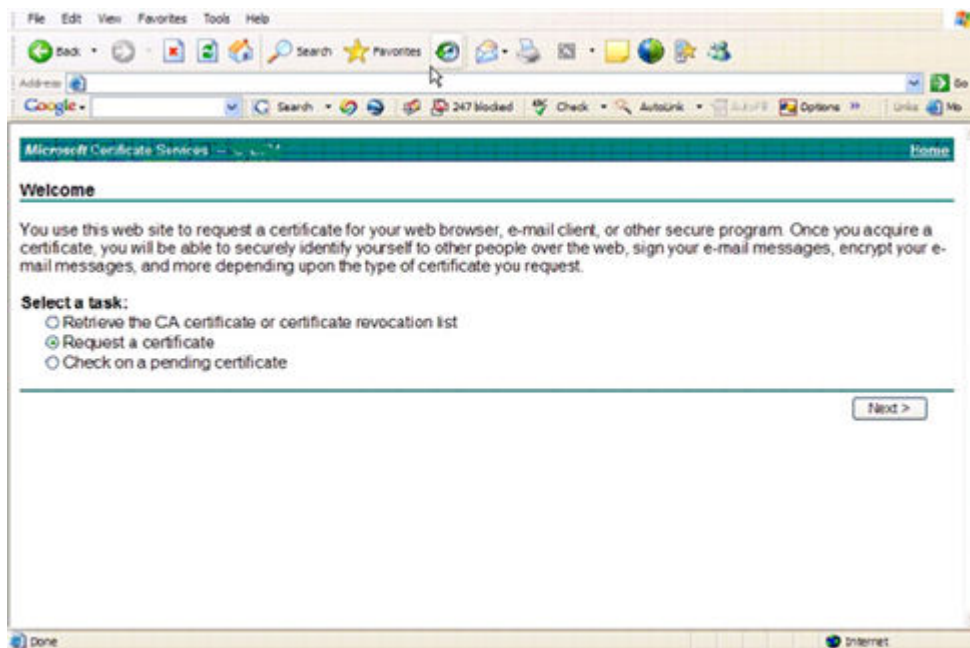 File Edit View Favorites Tools Help
Back Search Favorites
Address Go
Google Search 247 blocked Check AutoLink AutoFill Options Links
Microsoft Certificate Services -- Home
Welcome
You use this web site to request a certificate for your web browser, e-mail client, or other secure program. Once you acquire a
certificate, you will be able to securely identify yourself to other people over the web, sign your e-mail messages, encrypt your e-
mail messages, and more depending upon the type of certificate you request.
Select a task:
Retrieve the CA certificate or certificate revocation list
Request a certificate
Check on a pending certificate
Next >
Done Internet